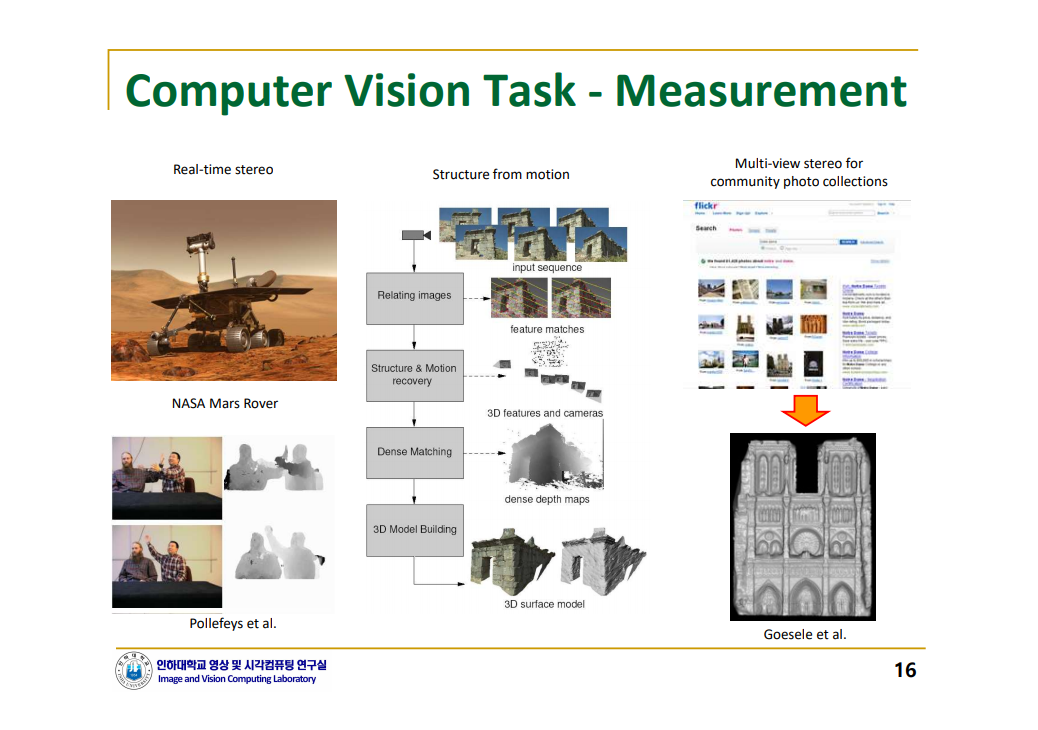 Computer Vision Task - Measurement
Real-time stereo
NASA Mars Rover
Pollefeys et al.
Structure from motion
input sequence
Relating images
feature matches
Structure & Motion
recovery
3D features and cameras
Dense Matching
dense depth maps
3D Model Building
3D surface model
Multi-view stereo for
community photo collections
flickr
Search
Goesele et al.
인하대학교 영상 및 시각컴퓨팅 연구실
Image and Vision Computing Laboratory
16